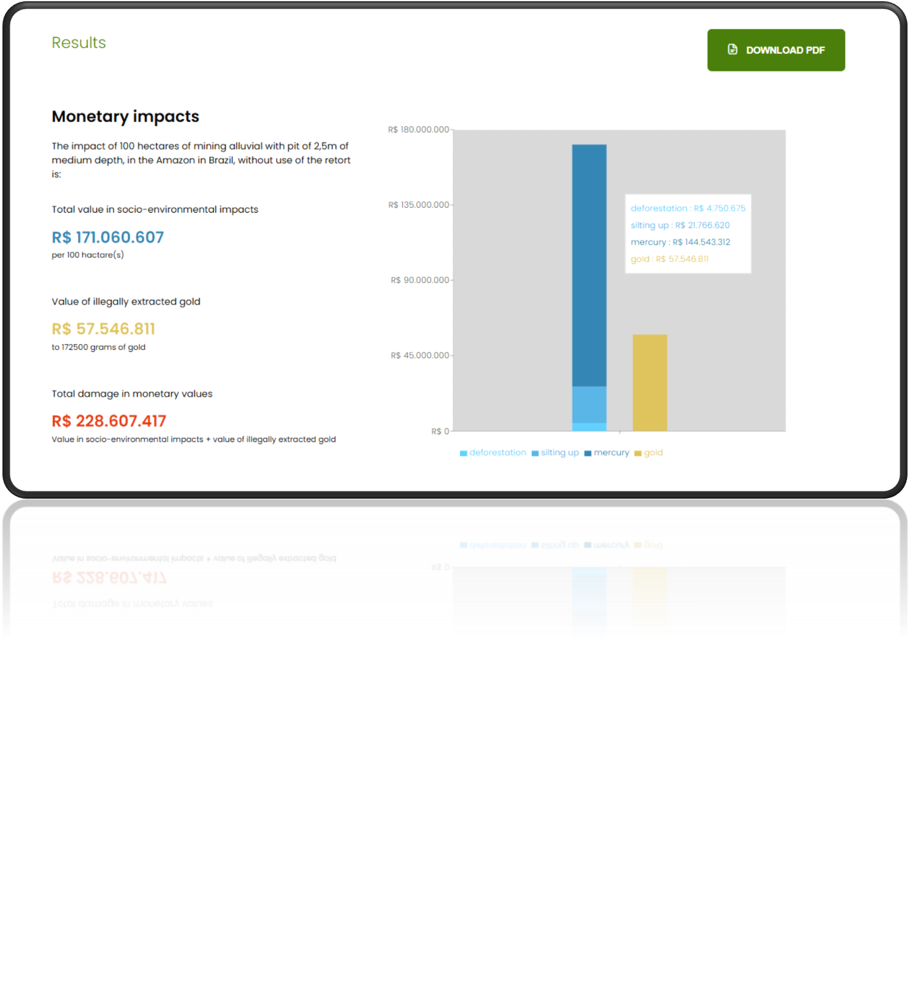 Results
DOWNLOAD PDF
Monetary impacts
The impact of 100 hectares of mining alluvial with pit of 2,5m of
medium depth, in the Amazon in Brazil, without use of the retort
is:
Total value in socio-environmental impacts
R$ 171.060.607
per 100 hactare(s)
Value of illegally extracted gold
R$ 57.546.811
to 172500 grams of gold
Total damage in monetary values
R$ 228.607.417
Value in socio-environmental impacts + value of illegally extracted gold
R$ 180.000.000
R$ 135.000.000
R$ 90.000.000
R$ 45.000.000
R$ 0
deforestation : R$ 4.750.675
silting up : R$ 21.766.620
mercury : R$ 144.543.312
gold : R$ 57.546.811
deforestation silting up mercury gold